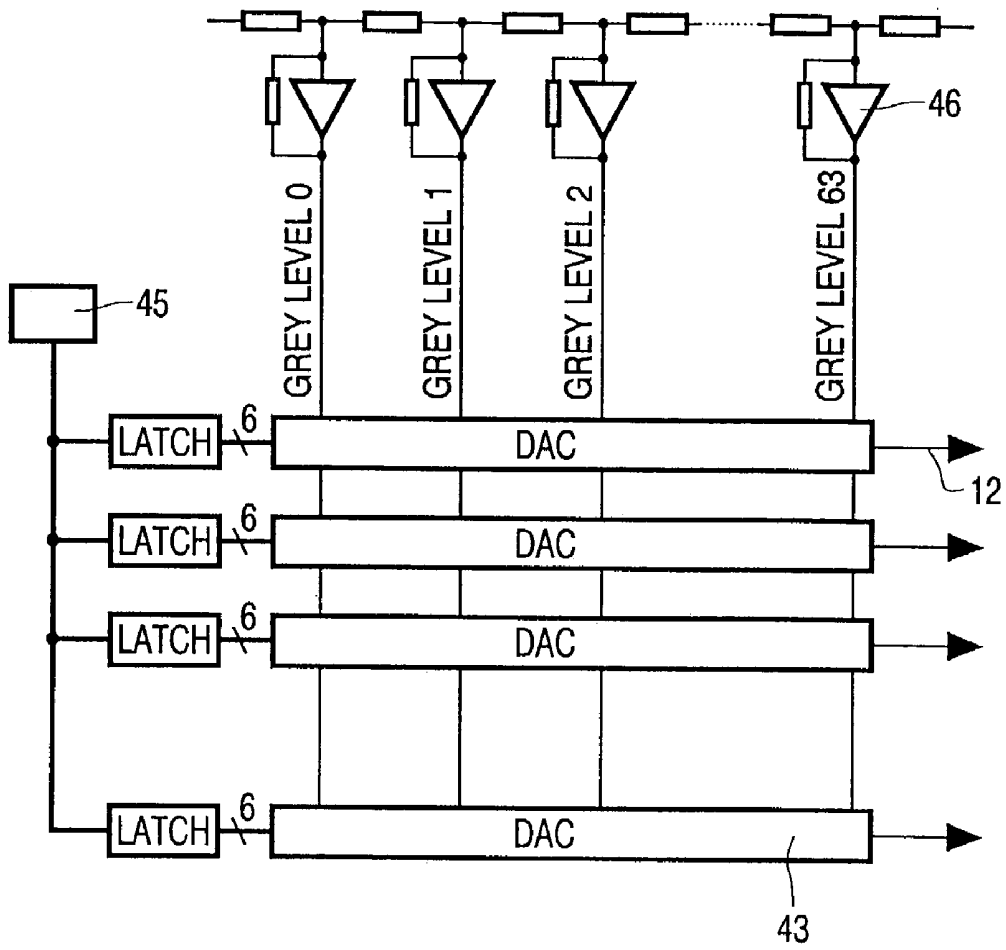 46
GREY LEVEL 0
GREY LEVEL 1
GREY LEVEL 2
GREY LEVEL 63
45
LATCH
6
DAC
12
LATCH
6
DAC
LATCH
6
DAC
LATCH
6
DAC
43